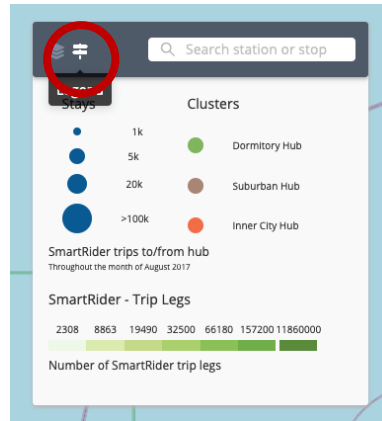 Search station or stop
Stays
Clusters
1k
5k
20k
>100k
Dormitory Hub
Suburban Hub
Inner City Hub
SmartRider trips to/from hub
Throughout the month of August 2017
SmartRider - Trip Legs
2308 8863 19490 32500 66180 157200 11860000
Number of SmartRider trip legs